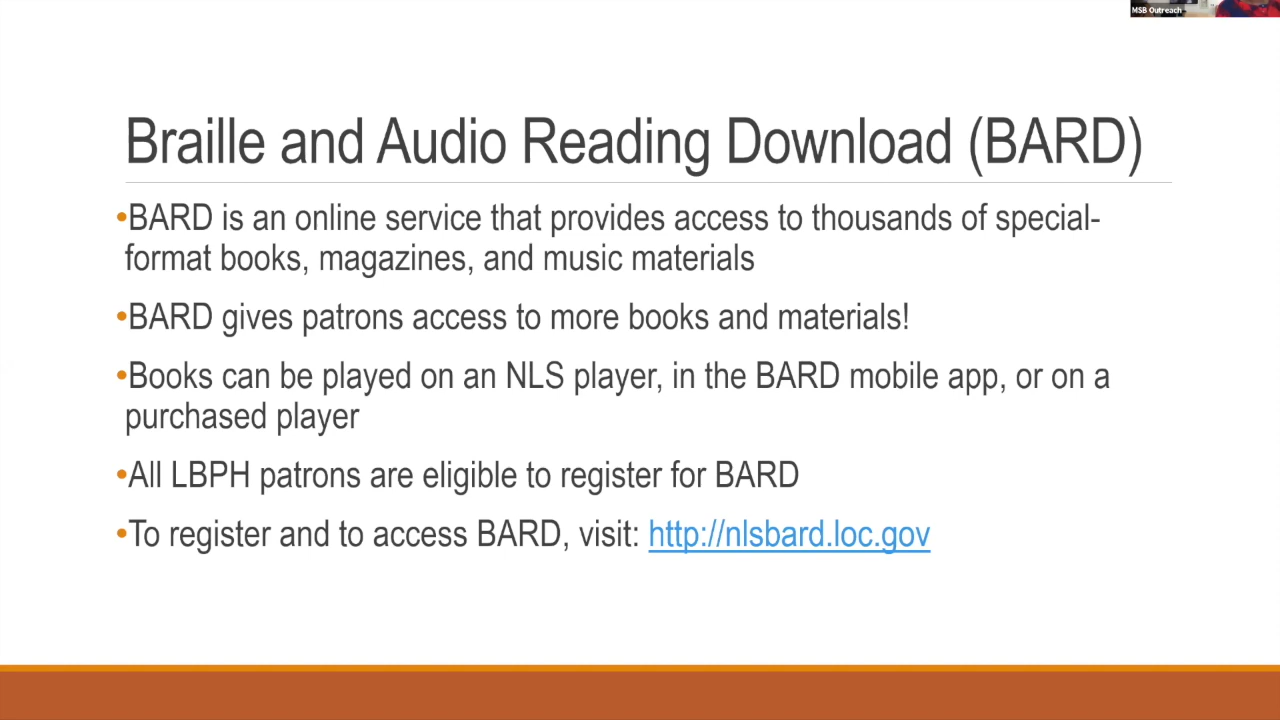 MSB Outreach
Braille and Audio Reading Download (BARD)
•BARD is an online service that provides access to thousands of special-
format books, magazines, and music materials
•BARD gives patrons access to more books and materials!
•Books can be played on an NLS player, in the BARD mobile app, or on a
purchased player
•All LBPH patrons are eligible to register for BARD
•To register and to access BARD, visit: http://nlsbard.loc.gov